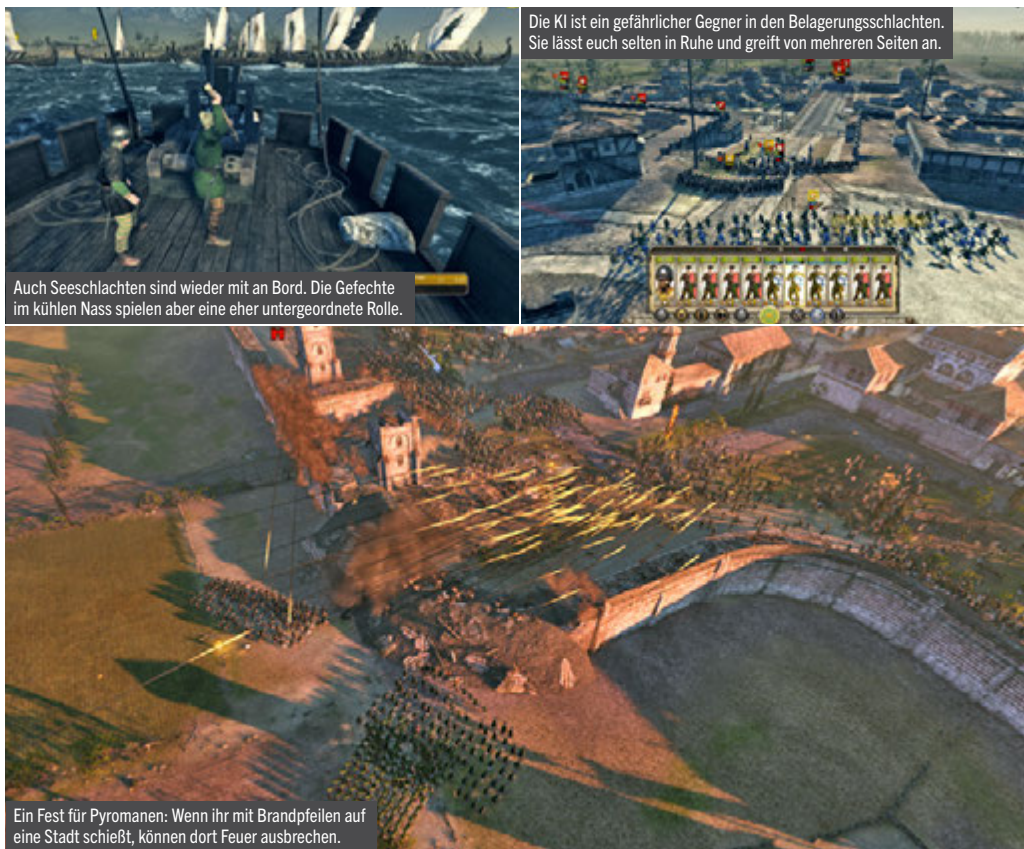 Auch Seeschlachten sind wieder mit an Bord. Die Gefechte
im kühlen Nass spielen aber eine eher untergeordnete Rolle.
Die KI ist ein gefährlicher Gegner in den Belagerungsschlachten.
Sie lässt euch selten in Ruhe und greift von mehreren Seiten an.
Ein Fest für Pyromanen: Wenn ihr mit Brandpfeilen auf
eine Stadt schießt, können dort Feuer ausbrechen.